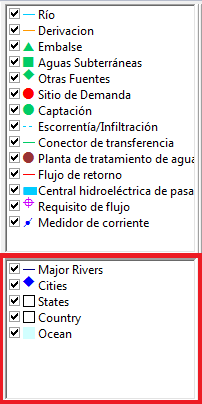 Río
Derivacion
Embalse
Aguas Subterráneas
Otras Fuentes
Sitio de Demanda
Captación
Escorrentía/Infiltración
Conector de transferencia
Planta de tratamiento de agua
Flujo de retorno
Central hidroeléctrica de pasa
Requisito de flujo
Medidor de corriente
Major Rivers
Cities
States
Country
Ocean